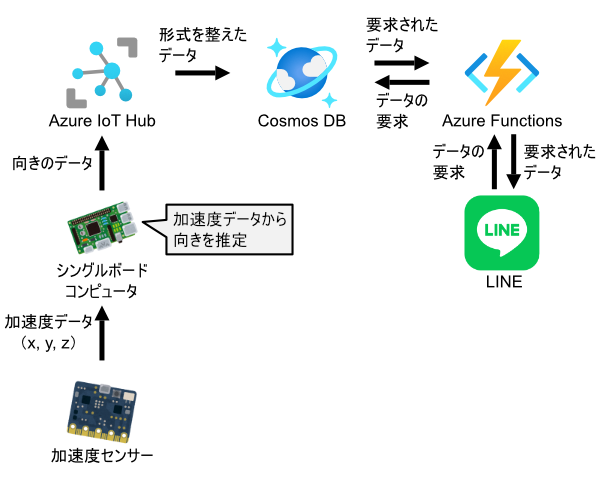 形式を整えた
データ
要求された
データ
データの
要求
Azure IoT Hub
Cosmos DB
Azure Functions
向きのデータ
データの
要求
要求された
データ
加速度データから
向きを推定
LINE
LINE
シングルボード
コンピュータ
加速度データ
(x, y, z)
加速度センサー